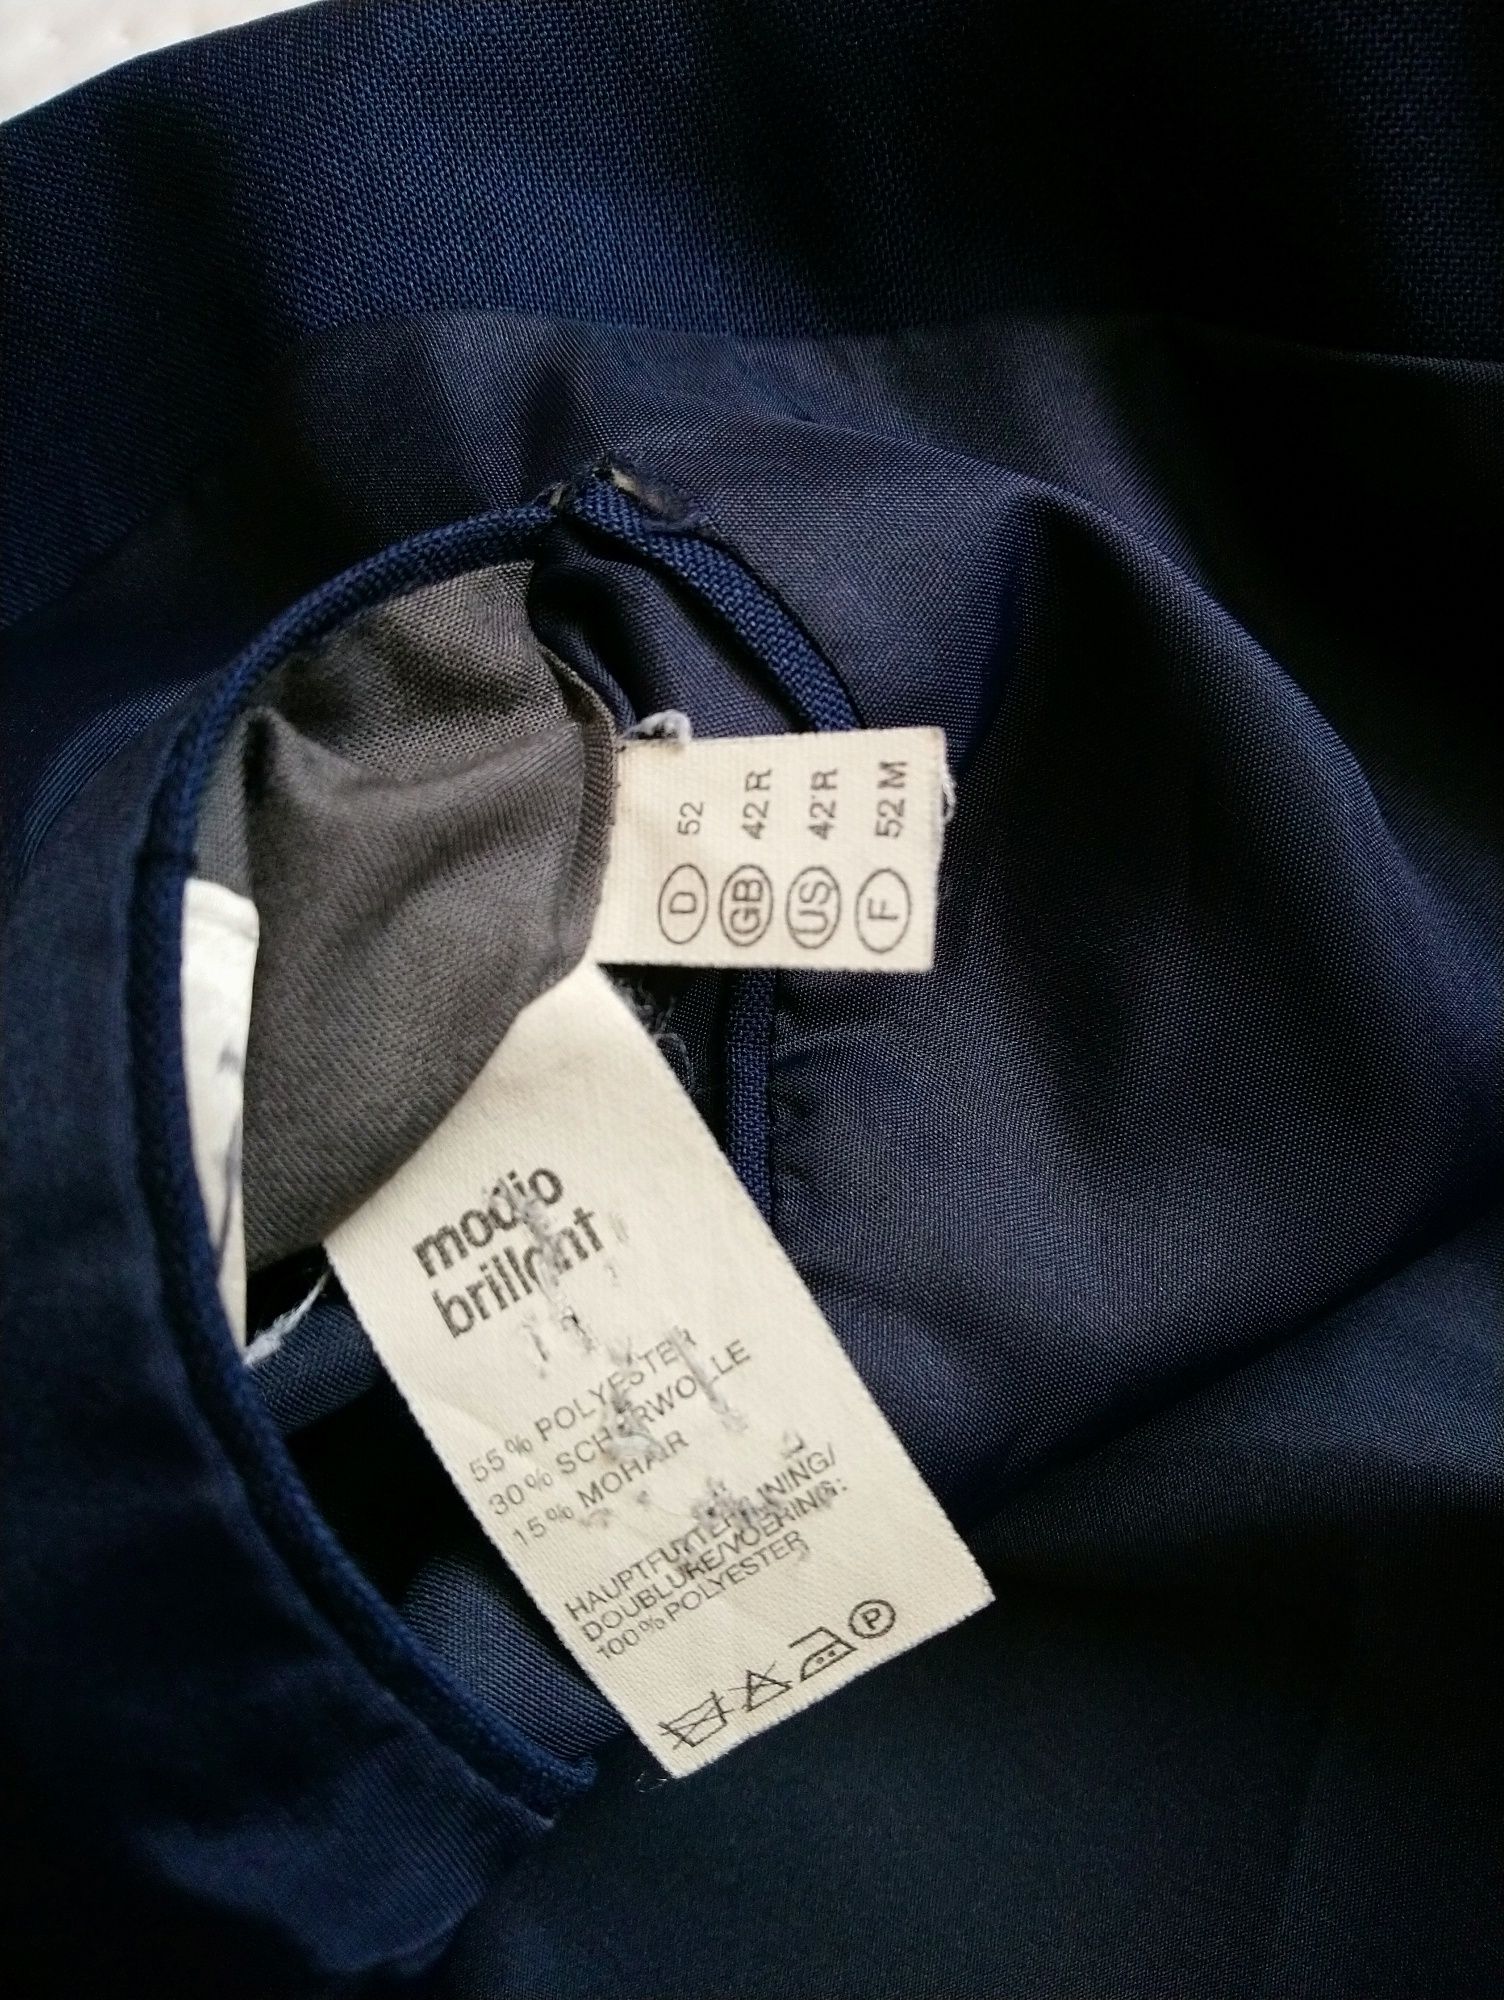 D 52
GB 42 R
US 42 R
F 52 M
modio
brillant
55% POLYESTER
30% SCHURWOLLE
15% MOHAIR
HAUPTFUTTER/LINING/
DOUBLURE/VOERING:
100% POLYESTER
P